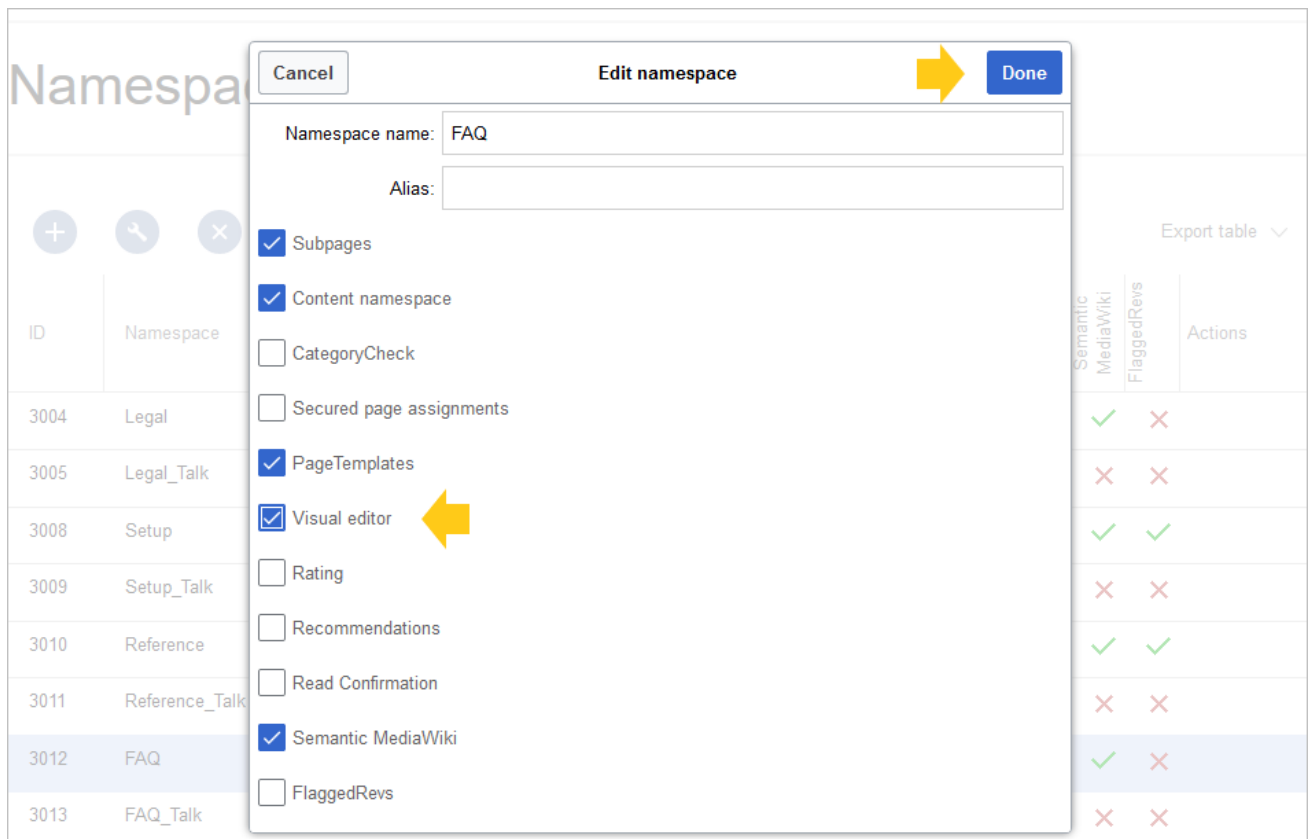 Namespa
Cancel
Edit namespace
Done
Namespace name:
FAQ
Alias:
Subpages
Content namespace
CategoryCheck
Secured page assignments
PageTemplates
Visual editor
Rating
Recommendations
Read Confirmation
Semantic MediaWiki
FlaggedRevs
Export table
ID Namespace Semantic MediaWiki FlaggedRevs Actions
3004 Legal
3005 Legal_Talk
3008 Setup
3009 Setup_Talk
3010 Reference
3011 Reference_Talk
3012 FAQ
3013 FAQ_Talk